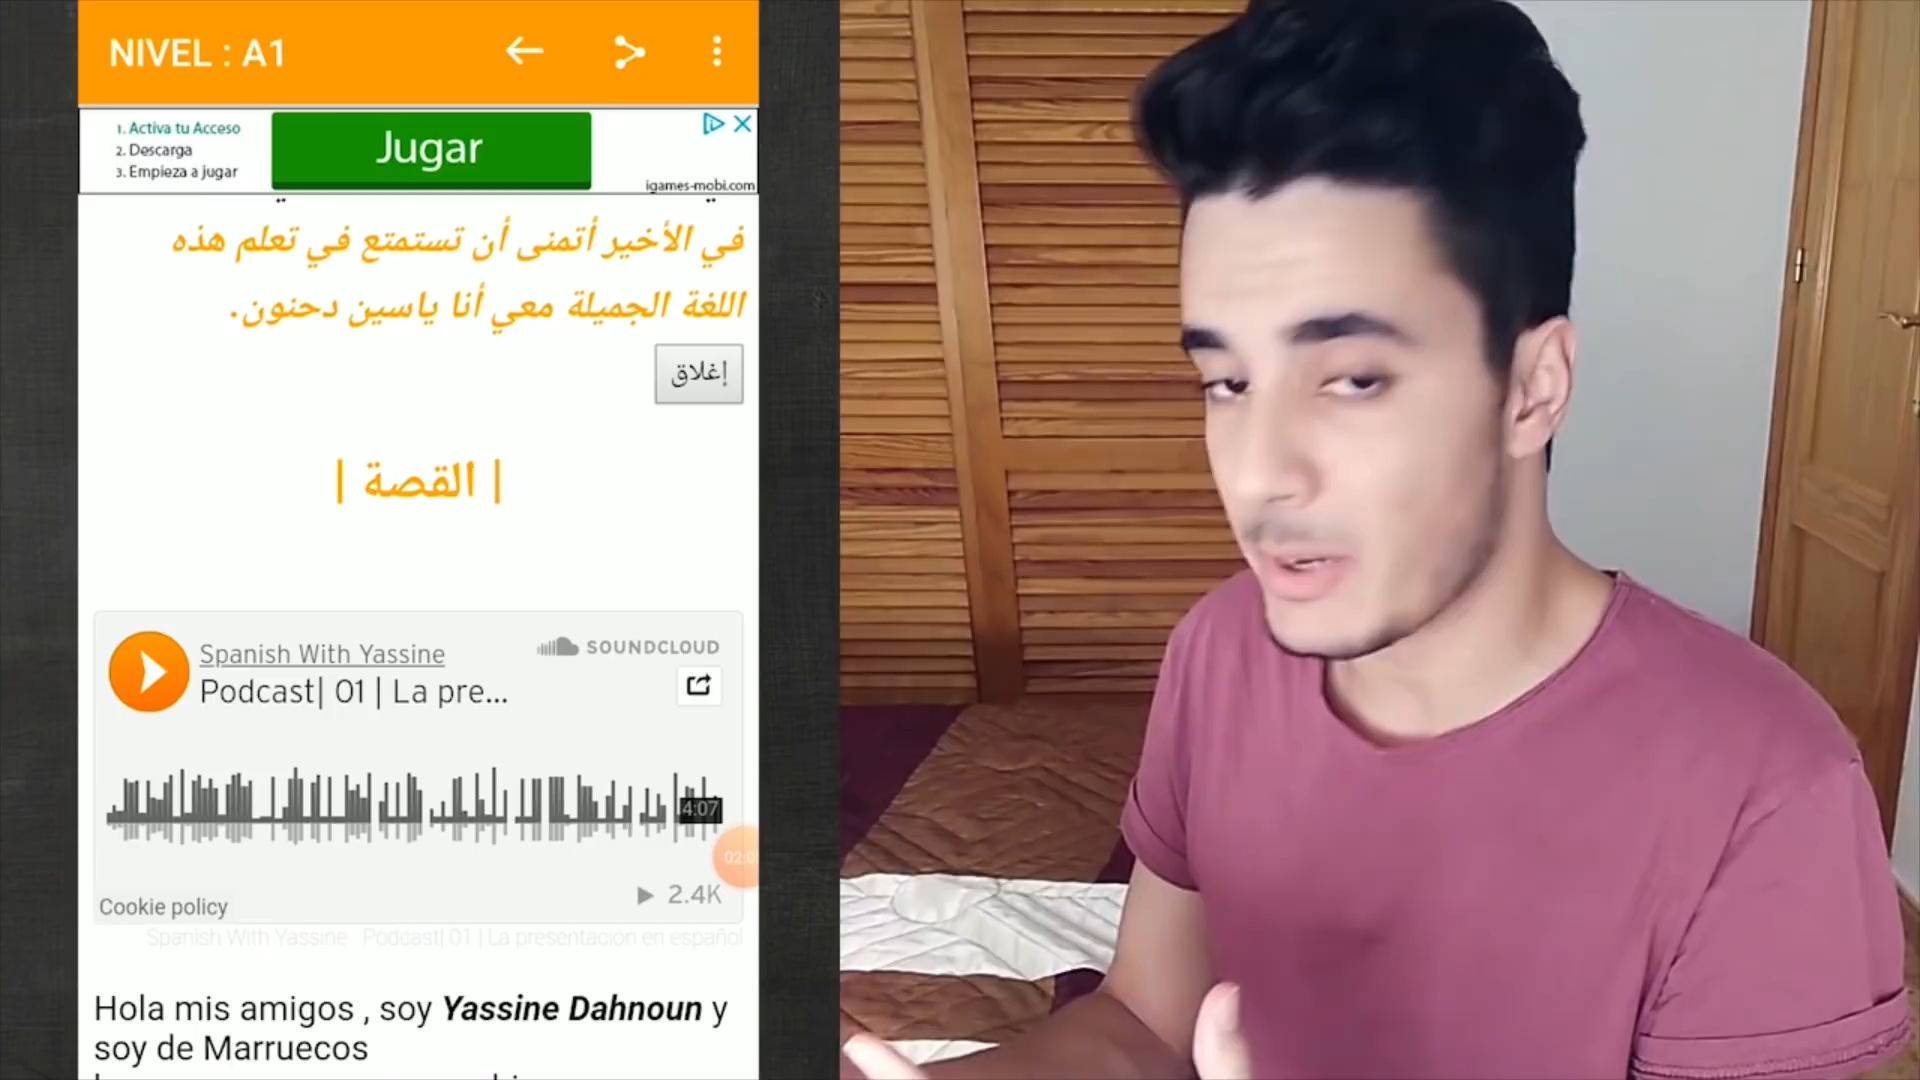 NIVEL : A1
1. Activa tu Acceso
2. Descarga
3. Empieza a jugar
Jugar
igames-mobi.com
في الأخير أتمنى أن تستمتع في تعلم هذه
اللغة الجميلة معي أنا ياسين دحنون.
إغلاق
| القصة |
Spanish With Yassine
SOUNDCLOUD
Podcast| 01 | La pre...
4:07
2.4K
Cookie policy
Spanish With Yassine Podcast| 01 | La presentación en español
Hola mis amigos , soy Yassine Dahnoun y
soy de Marruecos